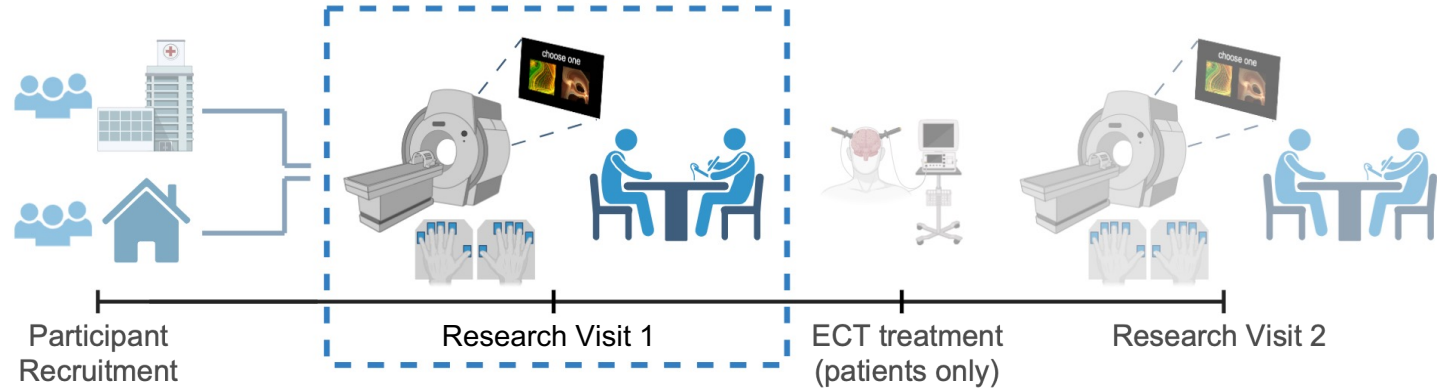 choose one
choose one
Participant
Recruitment
Research Visit 1
ECT treatment
(patients only)
Research Visit 2